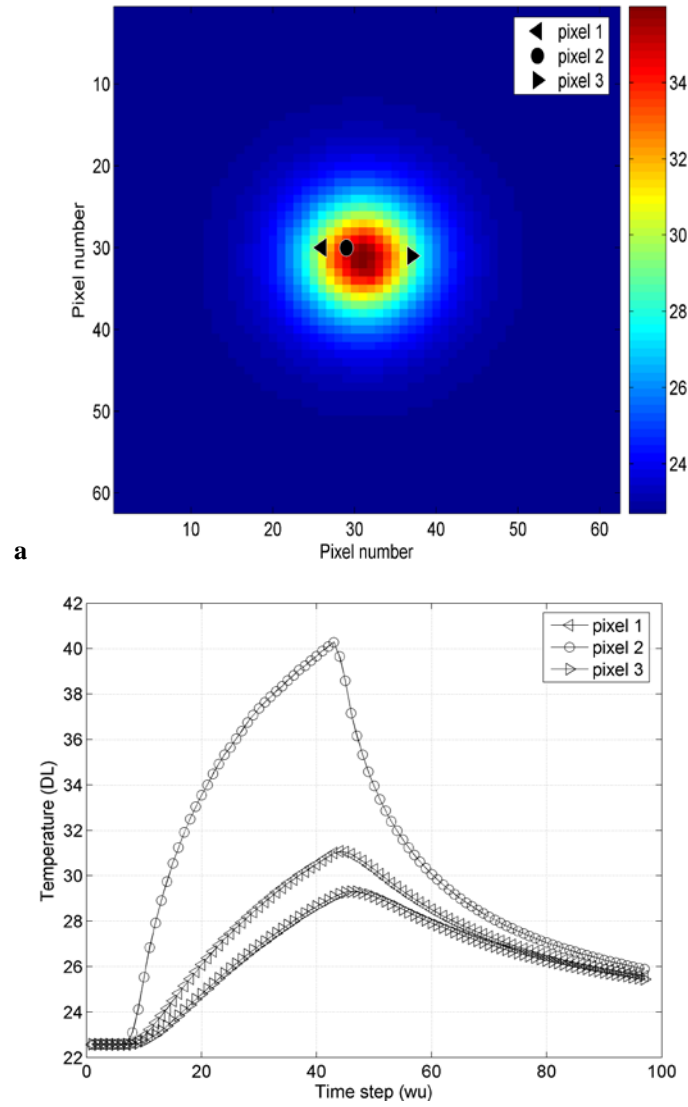 pixel 1
pixel 2
pixel 3
10
20
30
40
50
60
Pixel number
10 20 30 40 50 60
Pixel number
34
32
30
28
26
24
a
42
40
38
36
34
32
30
28
26
24
22
Temperature (DL)
pixel 1
pixel 2
pixel 3
0 20 40 60 80 100
Time step (wu)